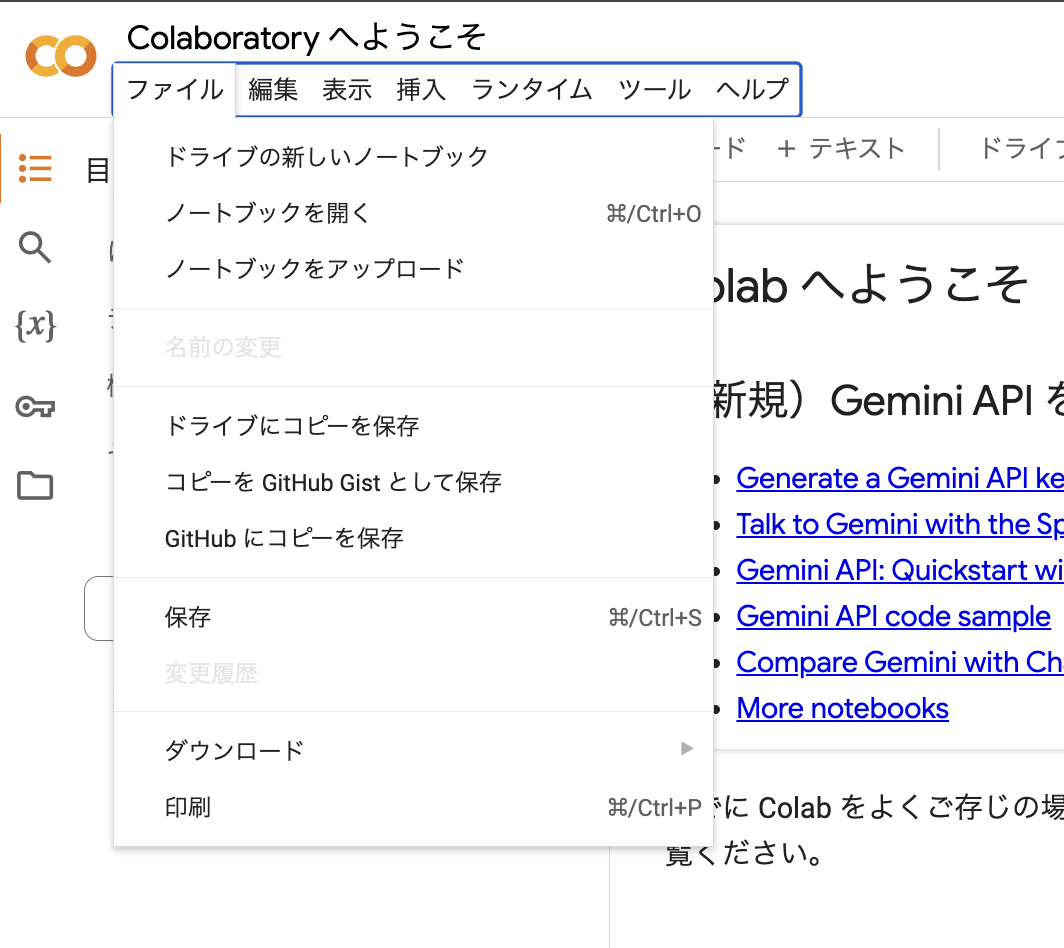 Colaboratory へようこそ
ファイル 編集 表示 挿入 ランタイム ツール ヘルプ
ード + テキスト ドライブ
目
ドライブの新しいノートブック
ノートブックを開く ⌘/Ctrl+O
ノートブックをアップロード
名前の変更
ドライブにコピーを保存
コピーを GitHub Gist として保存
GitHub にコピーを保存
保存 ⌘/Ctrl+S
変更履歴
ダウンロード
印刷 ⌘/Ctrl+P
{x}
olab へようこそ
新規）Gemini API を
Generate a Gemini API ke
Talk to Gemini with the Sp
Gemini API: Quickstart wi
Gemini API code sample
Compare Gemini with Ch
More notebooks
でに Colab をよくご存じの場
覧ください。